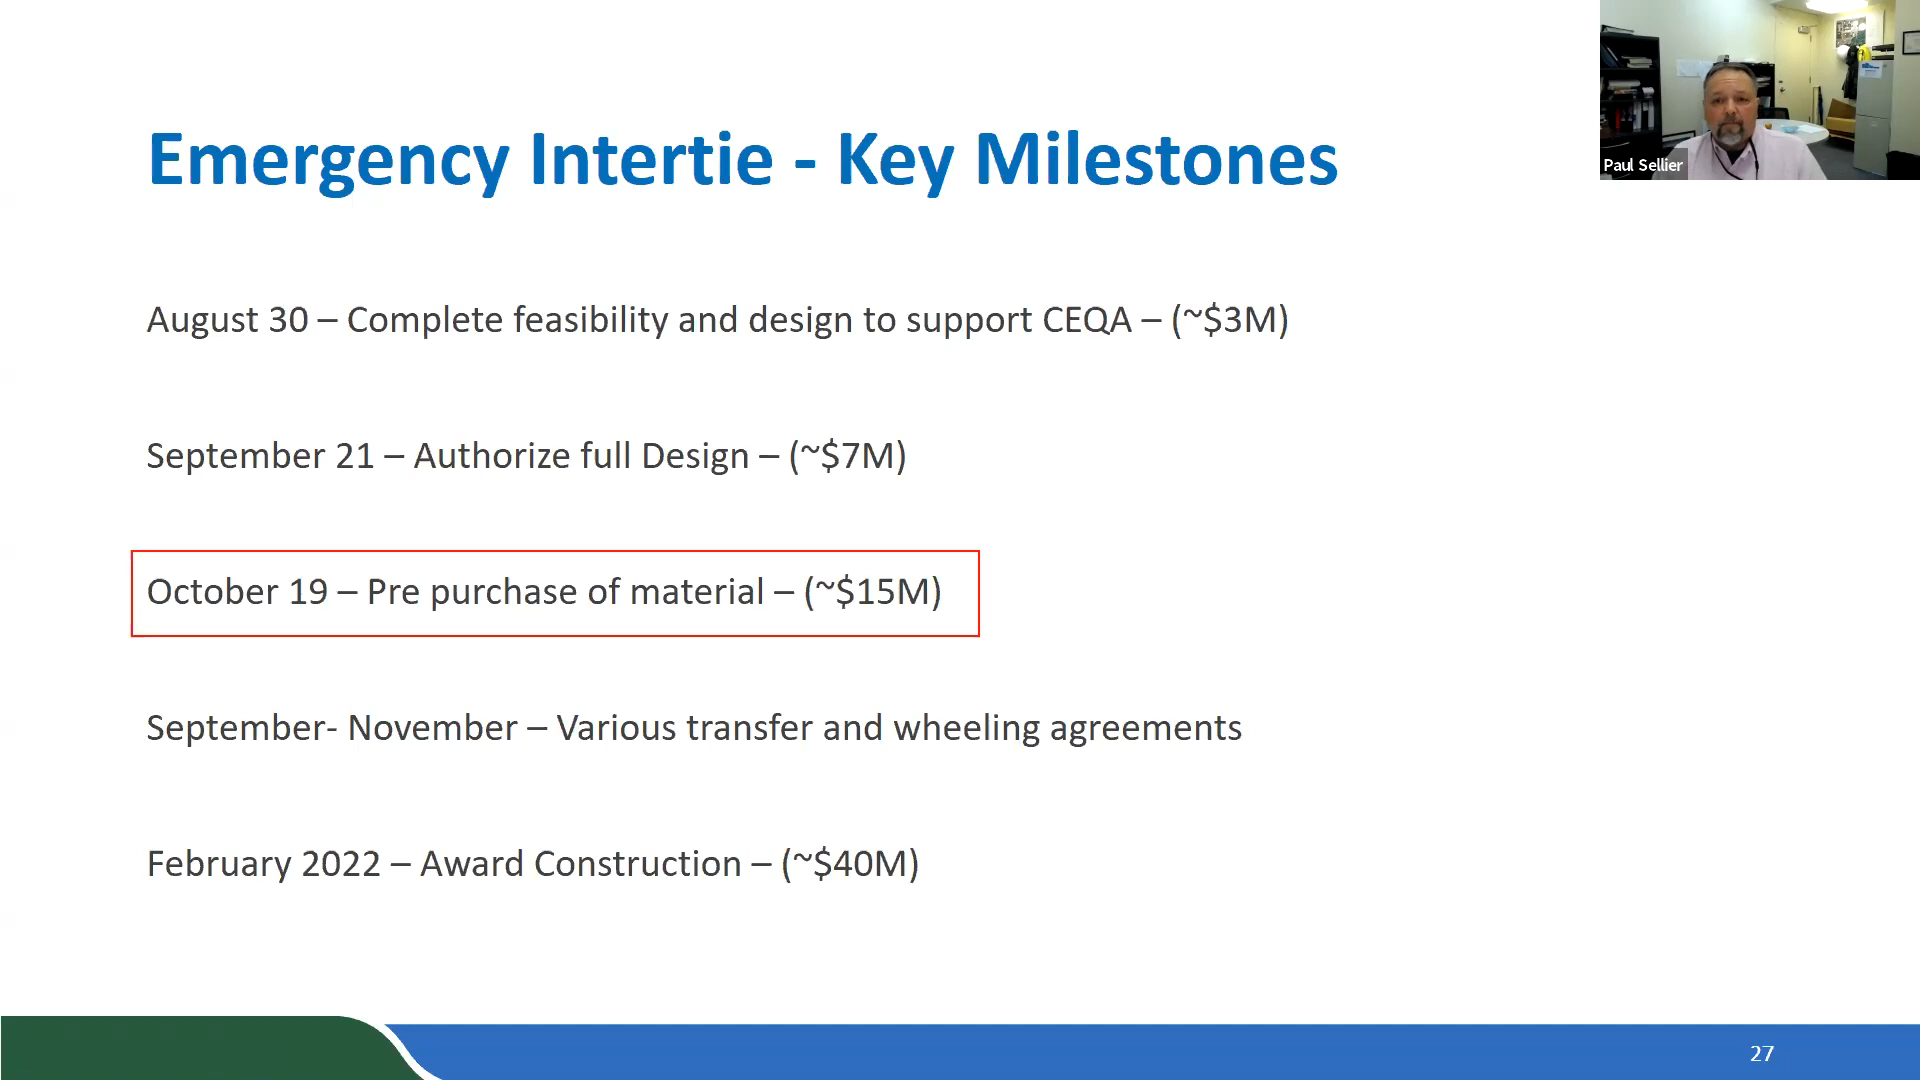 Emergency Intertie - Key Milestones
Paul Sellier
August 30 – Complete feasibility and design to support CEQA – (~$3M)
September 21 – Authorize full Design – (~$7M)
October 19 – Pre purchase of material – (~$15M)
September- November – Various transfer and wheeling agreements
February 2022 – Award Construction – (~$40M)
27